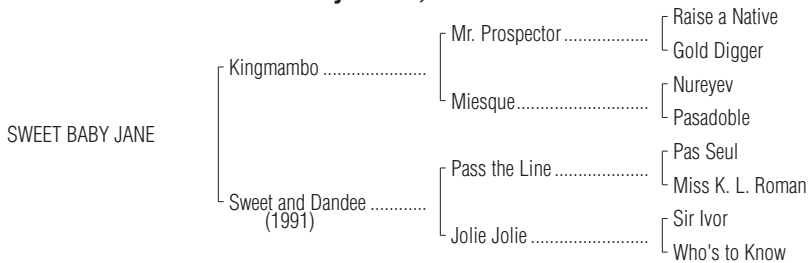 Raise a Native
Mr. Prospector
Gold Digger
Kingmambo
Nureyev
Miesque
Pasadoble
SWEET BABY JANE
Pas Seul
Pass the Line
Miss K. L. Roman
Sweet and Dandee
(1991)
Sir Ivor
Jolie Jolie
Who's to Know